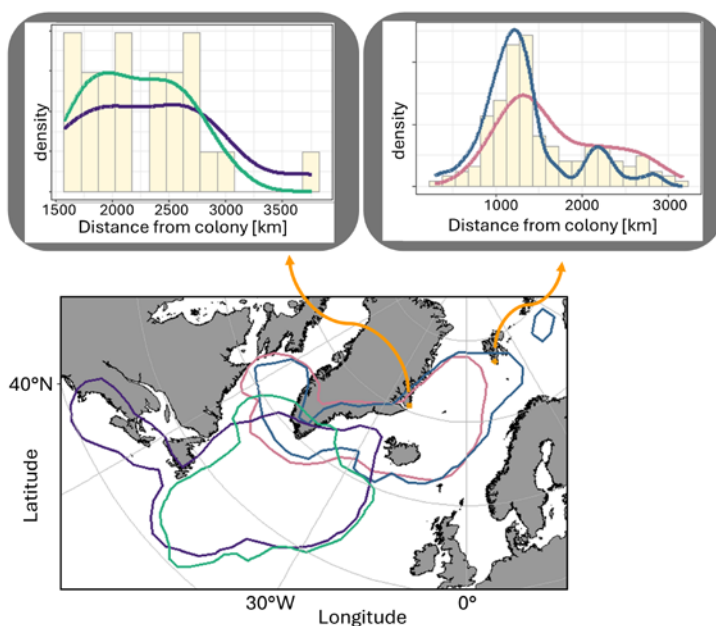 density
1500 2000 2500 3000 3500
Distance from colony [km]
density
1000 2000 3000
Distance from colony [km]
40°N
Latitude
30°W 0°
Longitude